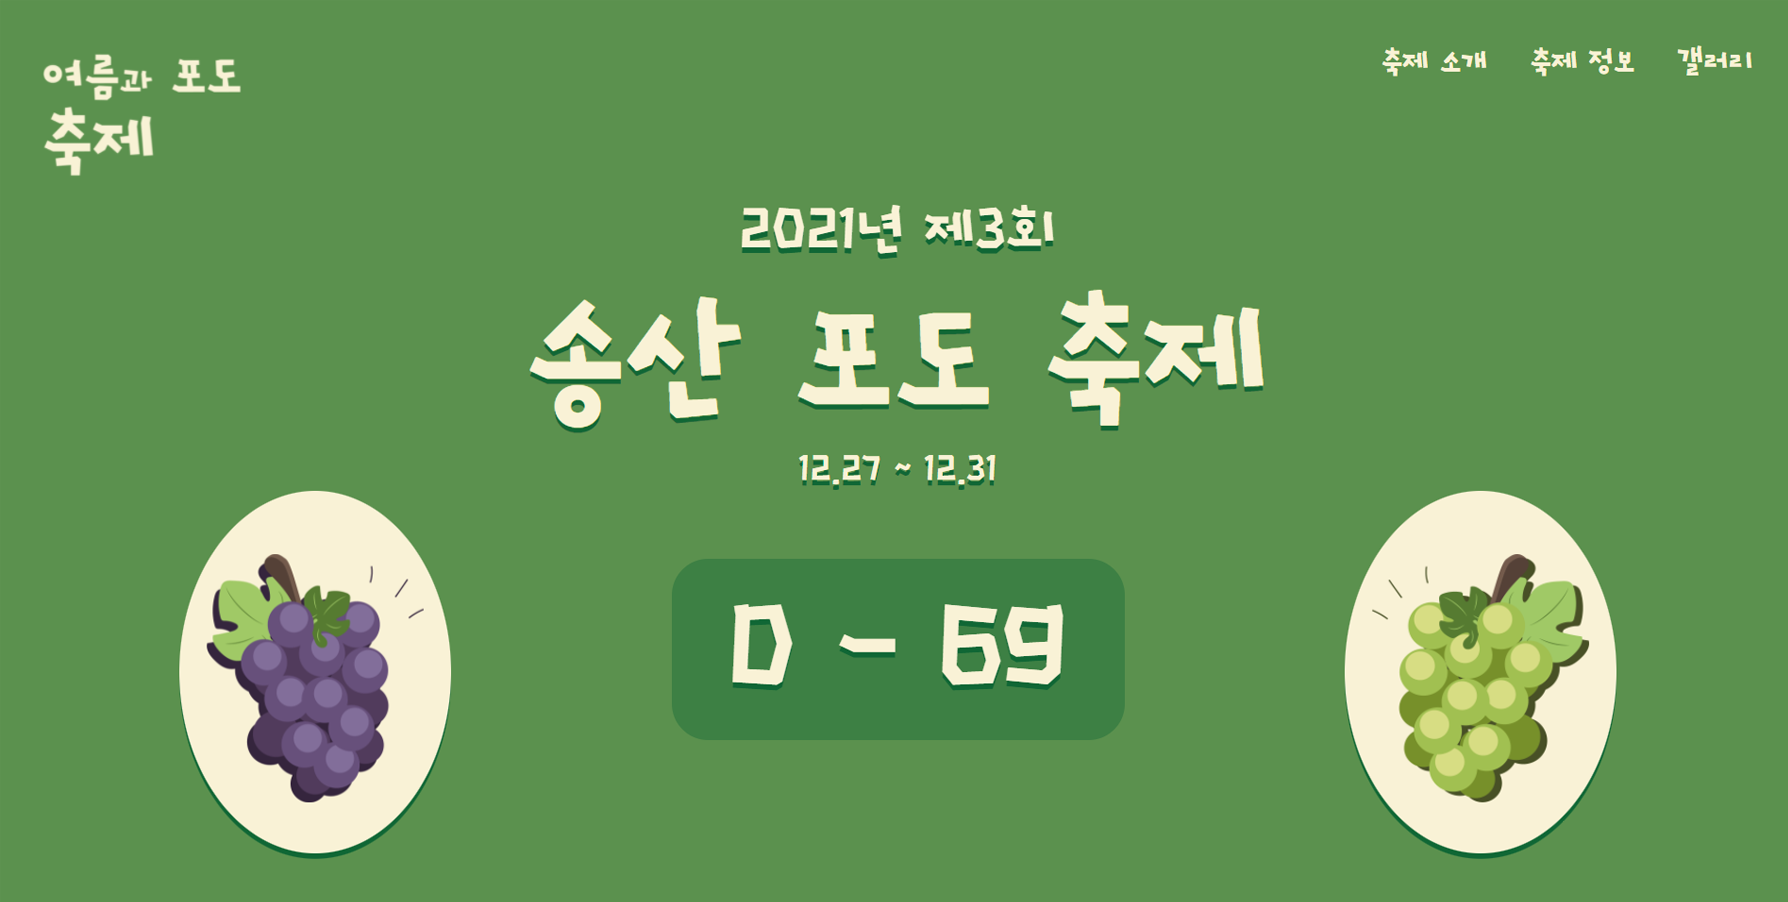 여름과 포도
축제
축제 소개 축제 정보 갤러리
2021년 제3회
송산 포도 축제
12.27 ~ 12.31
D - 69